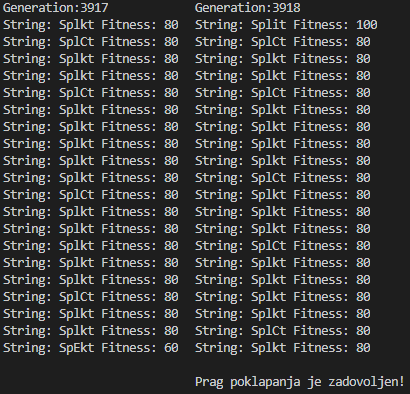 Generation:3917
String: Splkt Fitness: 80
String: SplCt Fitness: 80
String: Splkt Fitness: 80
String: Splkt Fitness: 80
String: SplCt Fitness: 80
String: Splkt Fitness: 80
String: Splkt Fitness: 80
String: Splkt Fitness: 80
String: Splkt Fitness: 80
String: Splkt Fitness: 80
String: SplCt Fitness: 80
String: Splkt Fitness: 80
String: Splkt Fitness: 80
String: Splkt Fitness: 80
String: Splkt Fitness: 80
String: Splkt Fitness: 80
String: SplCt Fitness: 80
String: Splkt Fitness: 80
String: Splkt Fitness: 80
String: SpEkt Fitness: 60
Generation:3918
String: Split Fitness: 100
String: SplCt Fitness: 80
String: Splkt Fitness: 80
String: Splkt Fitness: 80
String: SplCt Fitness: 80
String: Splkt Fitness: 80
String: Splkt Fitness: 80
String: Splkt Fitness: 80
String: Splkt Fitness: 80
String: SplCt Fitness: 80
String: Splkt Fitness: 80
String: Splkt Fitness: 80
String: Splkt Fitness: 80
String: SplCt Fitness: 80
String: Splkt Fitness: 80
String: Splkt Fitness: 80
String: Splkt Fitness: 80
String: Splkt Fitness: 80
String: SplCt Fitness: 80
String: Splkt Fitness: 80
Prag poklapanja je zadovoljen!